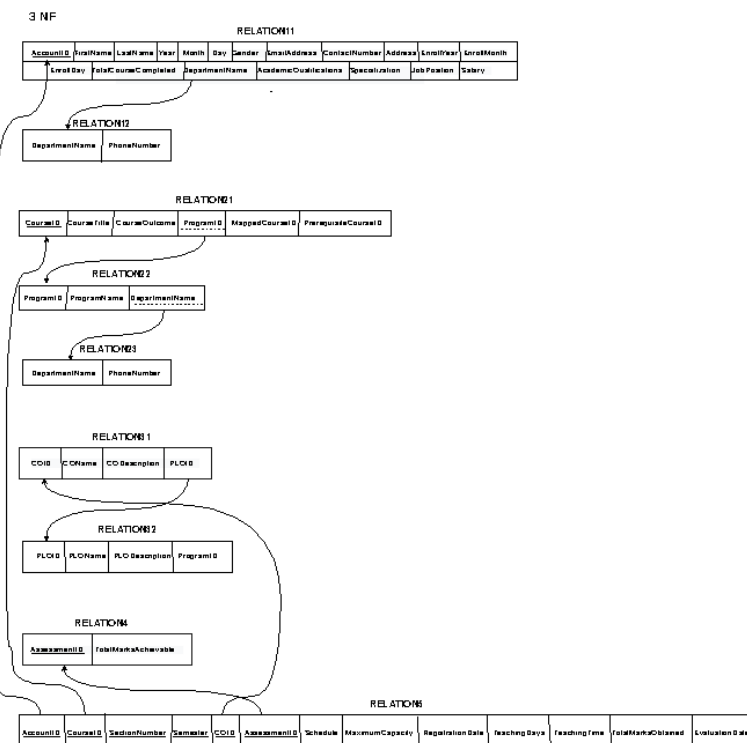 3 NF
RELATION11
AccountID FirstName LastName Year Month Day Gender EmailAddress ContactNumber Address EnrollYear EnrollMonth
EnrollDay TotalCourseCompleted DepartmentName AcademicQualifications Specialization JobPosition Salary
RELATION12
DepartmentName PhoneNumber
RELATION21
CourseID CourseTitle CourseOutcome ProgramID MappedCourseID PrerequisiteCourseID
RELATION22
ProgramID ProgramName DepartmentName
RELATION23
DepartmentName PhoneNumber
RELATION31
COID COName CODescription PLOID
RELATION32
PLOID PLOName PLODescription ProgramID
RELATION4
AssessmentID TotalMarksAchievable
RELATION5
AccountID CourseID SectionNumber Semester COID AssessmentID Schedule MaximumCapacity RegistrationDate TeachingDays TeachingTime TotalMarksObtained EvaluationDate